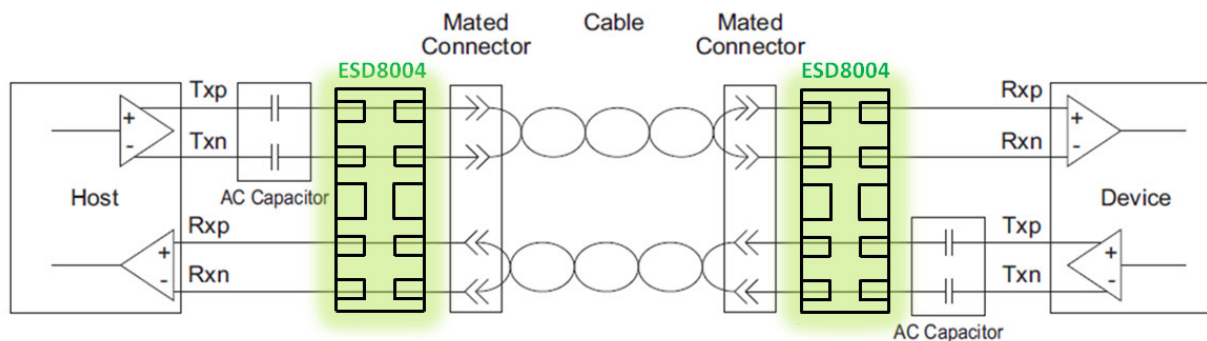 Mated
Connector
Cable
Mated
Connector
ESD8004
ESD8004
Txp
Txn
+
-
Host
AC Capacitor
Rxp
Rxn
+
-
Rxp
Rxn
+
-
Device
Txp
Txn
+
-
AC Capacitor